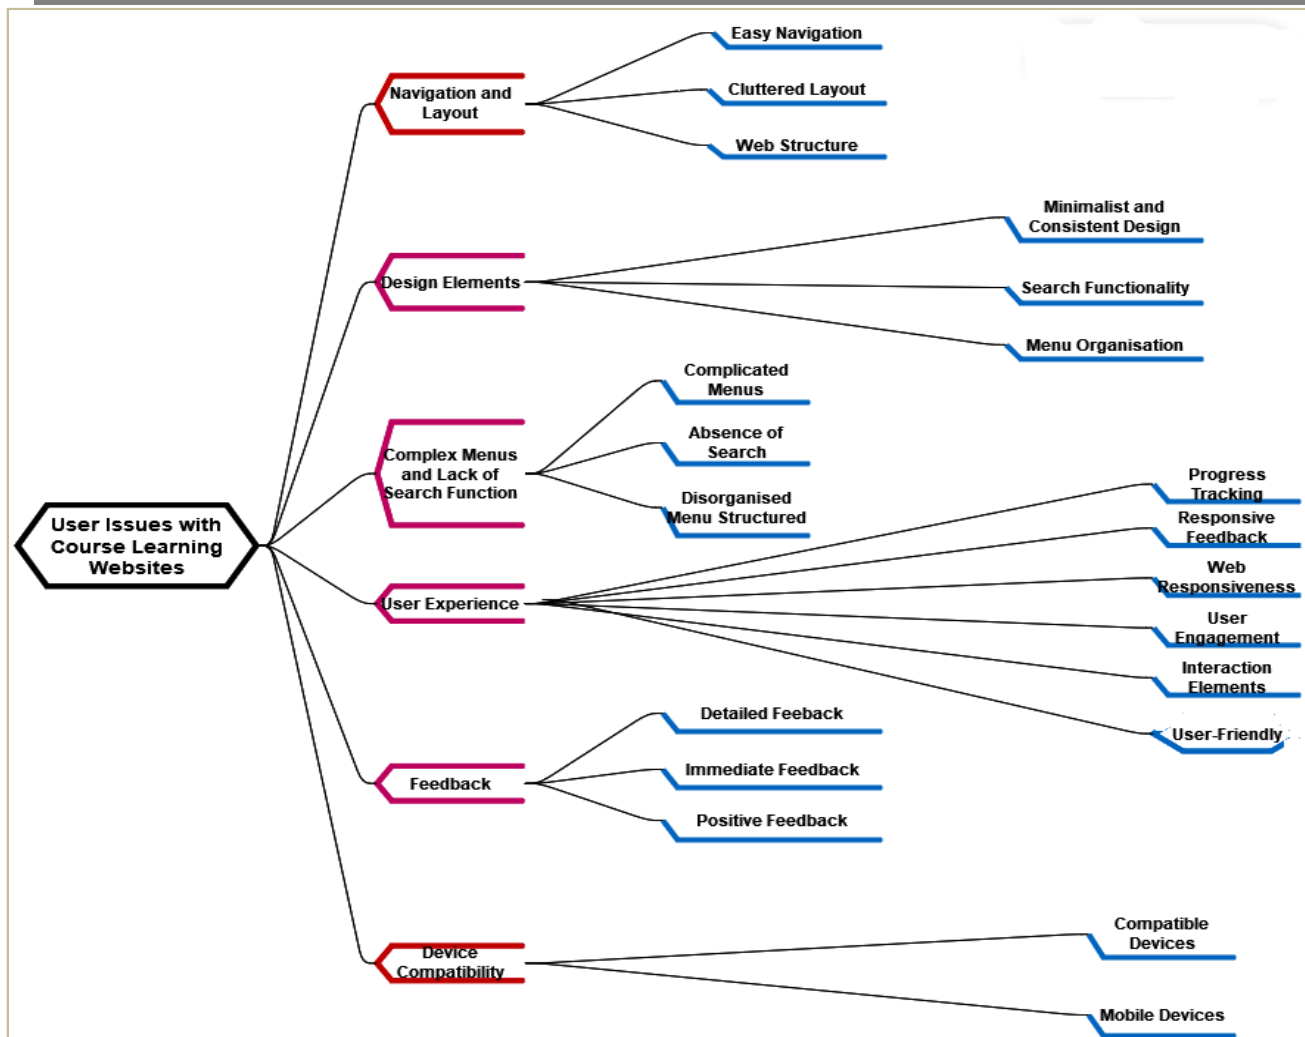 User Issues with
Course Learning
Websites
Navigation and
Layout
Easy Navigation
Cluttered Layout
Web Structure
Design Elements
Minimalist and
Consistent Design
Search Functionality
Menu Organisation
Complex Menus
and Lack of
Search Function
Complicated
Menus
Absence of
Search
Disorganised
Menu Structured
User Experience
Progress
Tracking
Responsive
Feedback
Web
Responsiveness
User
Engagement
Interaction
Elements
User-Friendly
Feedback
Detailed Feeback
Immediate Feedback
Positive Feedback
Device
Compatibility
Compatible
Devices
Mobile Devices